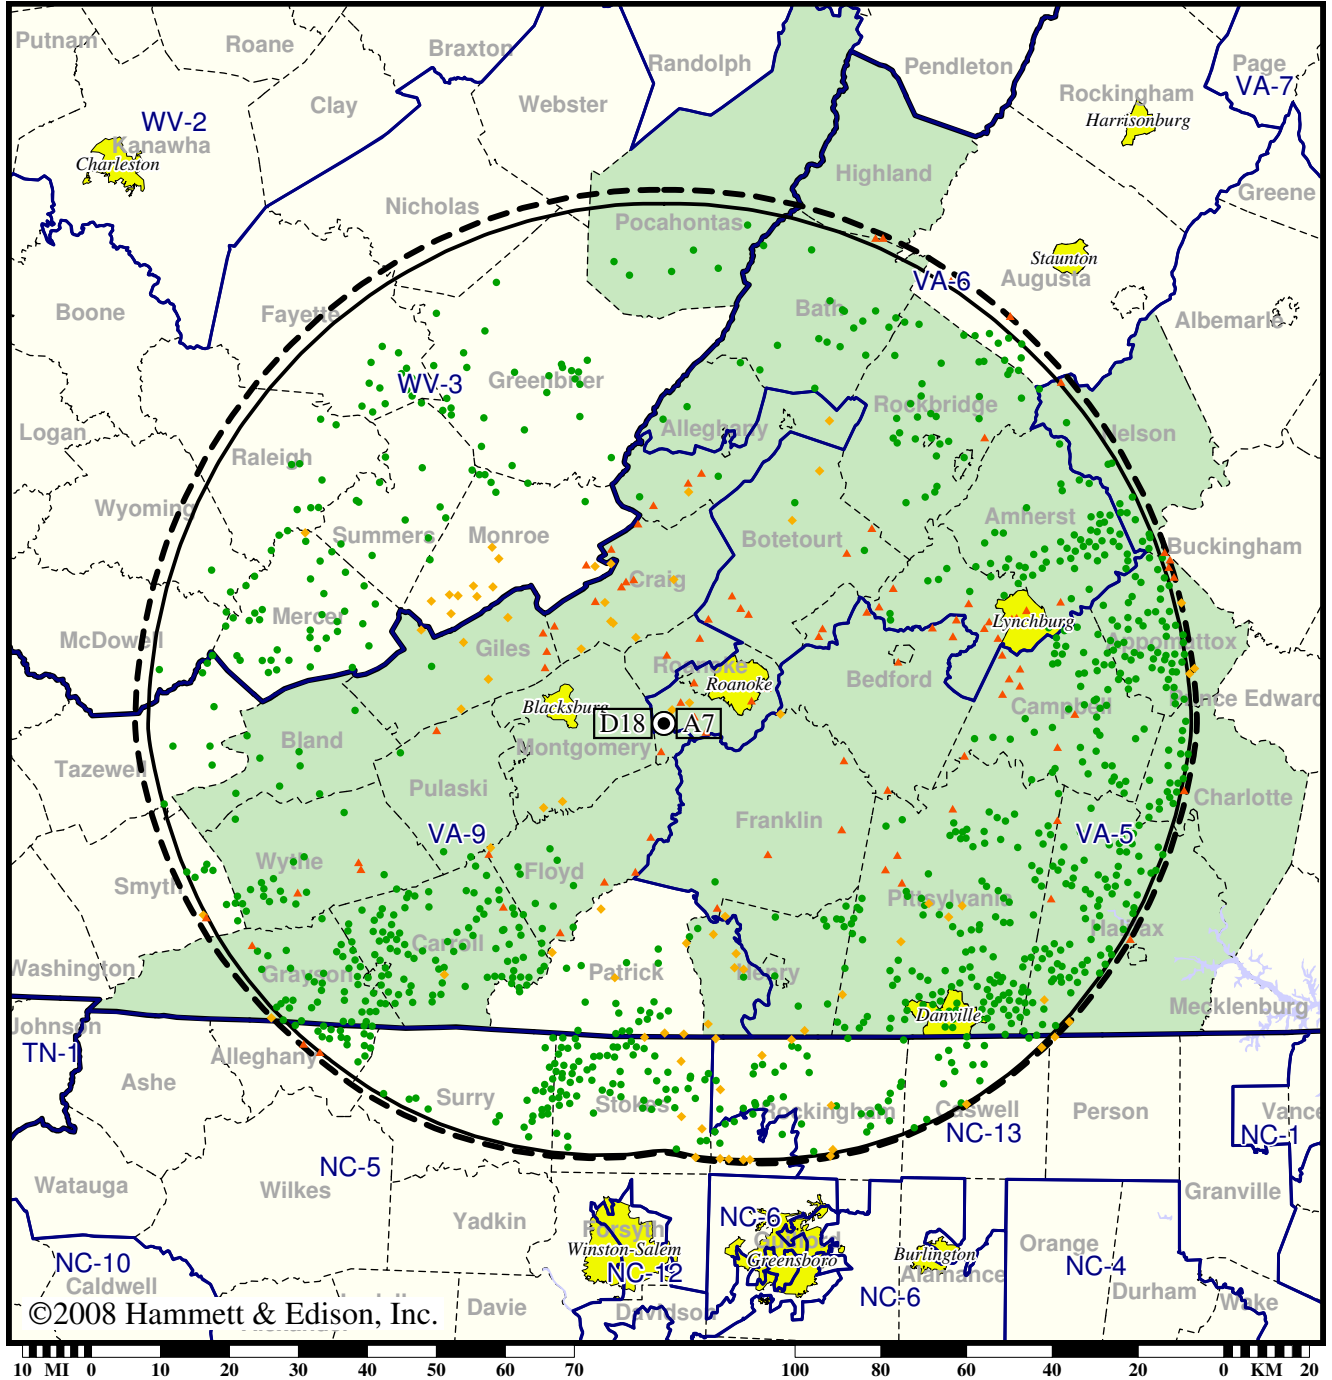 Putnam
Roane
Braxton
Randolph
Pendleton
Page
VA-7
Rockingham
Harrisonburg
Clay
Webster
WV-2
Kanawha
Charleston
Highland
Greene
Nicholas
Pocahontas
Staunton
Augusta
VA-6
Boone
Fayette
Bath
Albemarle
WV-3
Greenbrier
Rockbridge
Logan
Alleghany
Nelson
Raleigh
Wyoming
Summers
Monroe
Botetourt
Amherst
Buckingham
Craig
Mercer
McDowell
Giles
Lynchburg
Appomattox
Roanoke
Roanoke
Bedford
Prince Edward
Blacksburg
Campbell
D18
A7
Bland
Montgomery
Tazewell
Pulaski
Charlotte
VA-9
Franklin
VA-5
Wythe
Floyd
Smyth
Pittsylvania
Halifax
Carroll
Washington
Grayson
Patrick
Henry
Mecklenburg
Danville
Johnson
TN-1
Alleghany
Ashe
Surry
Stokes
Rockingham
Caswell
Person
Vance
NC-13
NC-1
NC-5
Watauga
Wilkes
Granville
Yadkin
NC-6
Forsyth
Guilford
Winston-Salem
Greensboro
Burlington
Orange
NC-10
NC-12
Alamance
NC-4
Caldwell
NC-6
Durham
Wake
Davie
Davidson
©2008 Hammett & Edison, Inc.
10 MI 0 10 20 30 40 50 60 70 100 80 60 40 20 0 KM 20